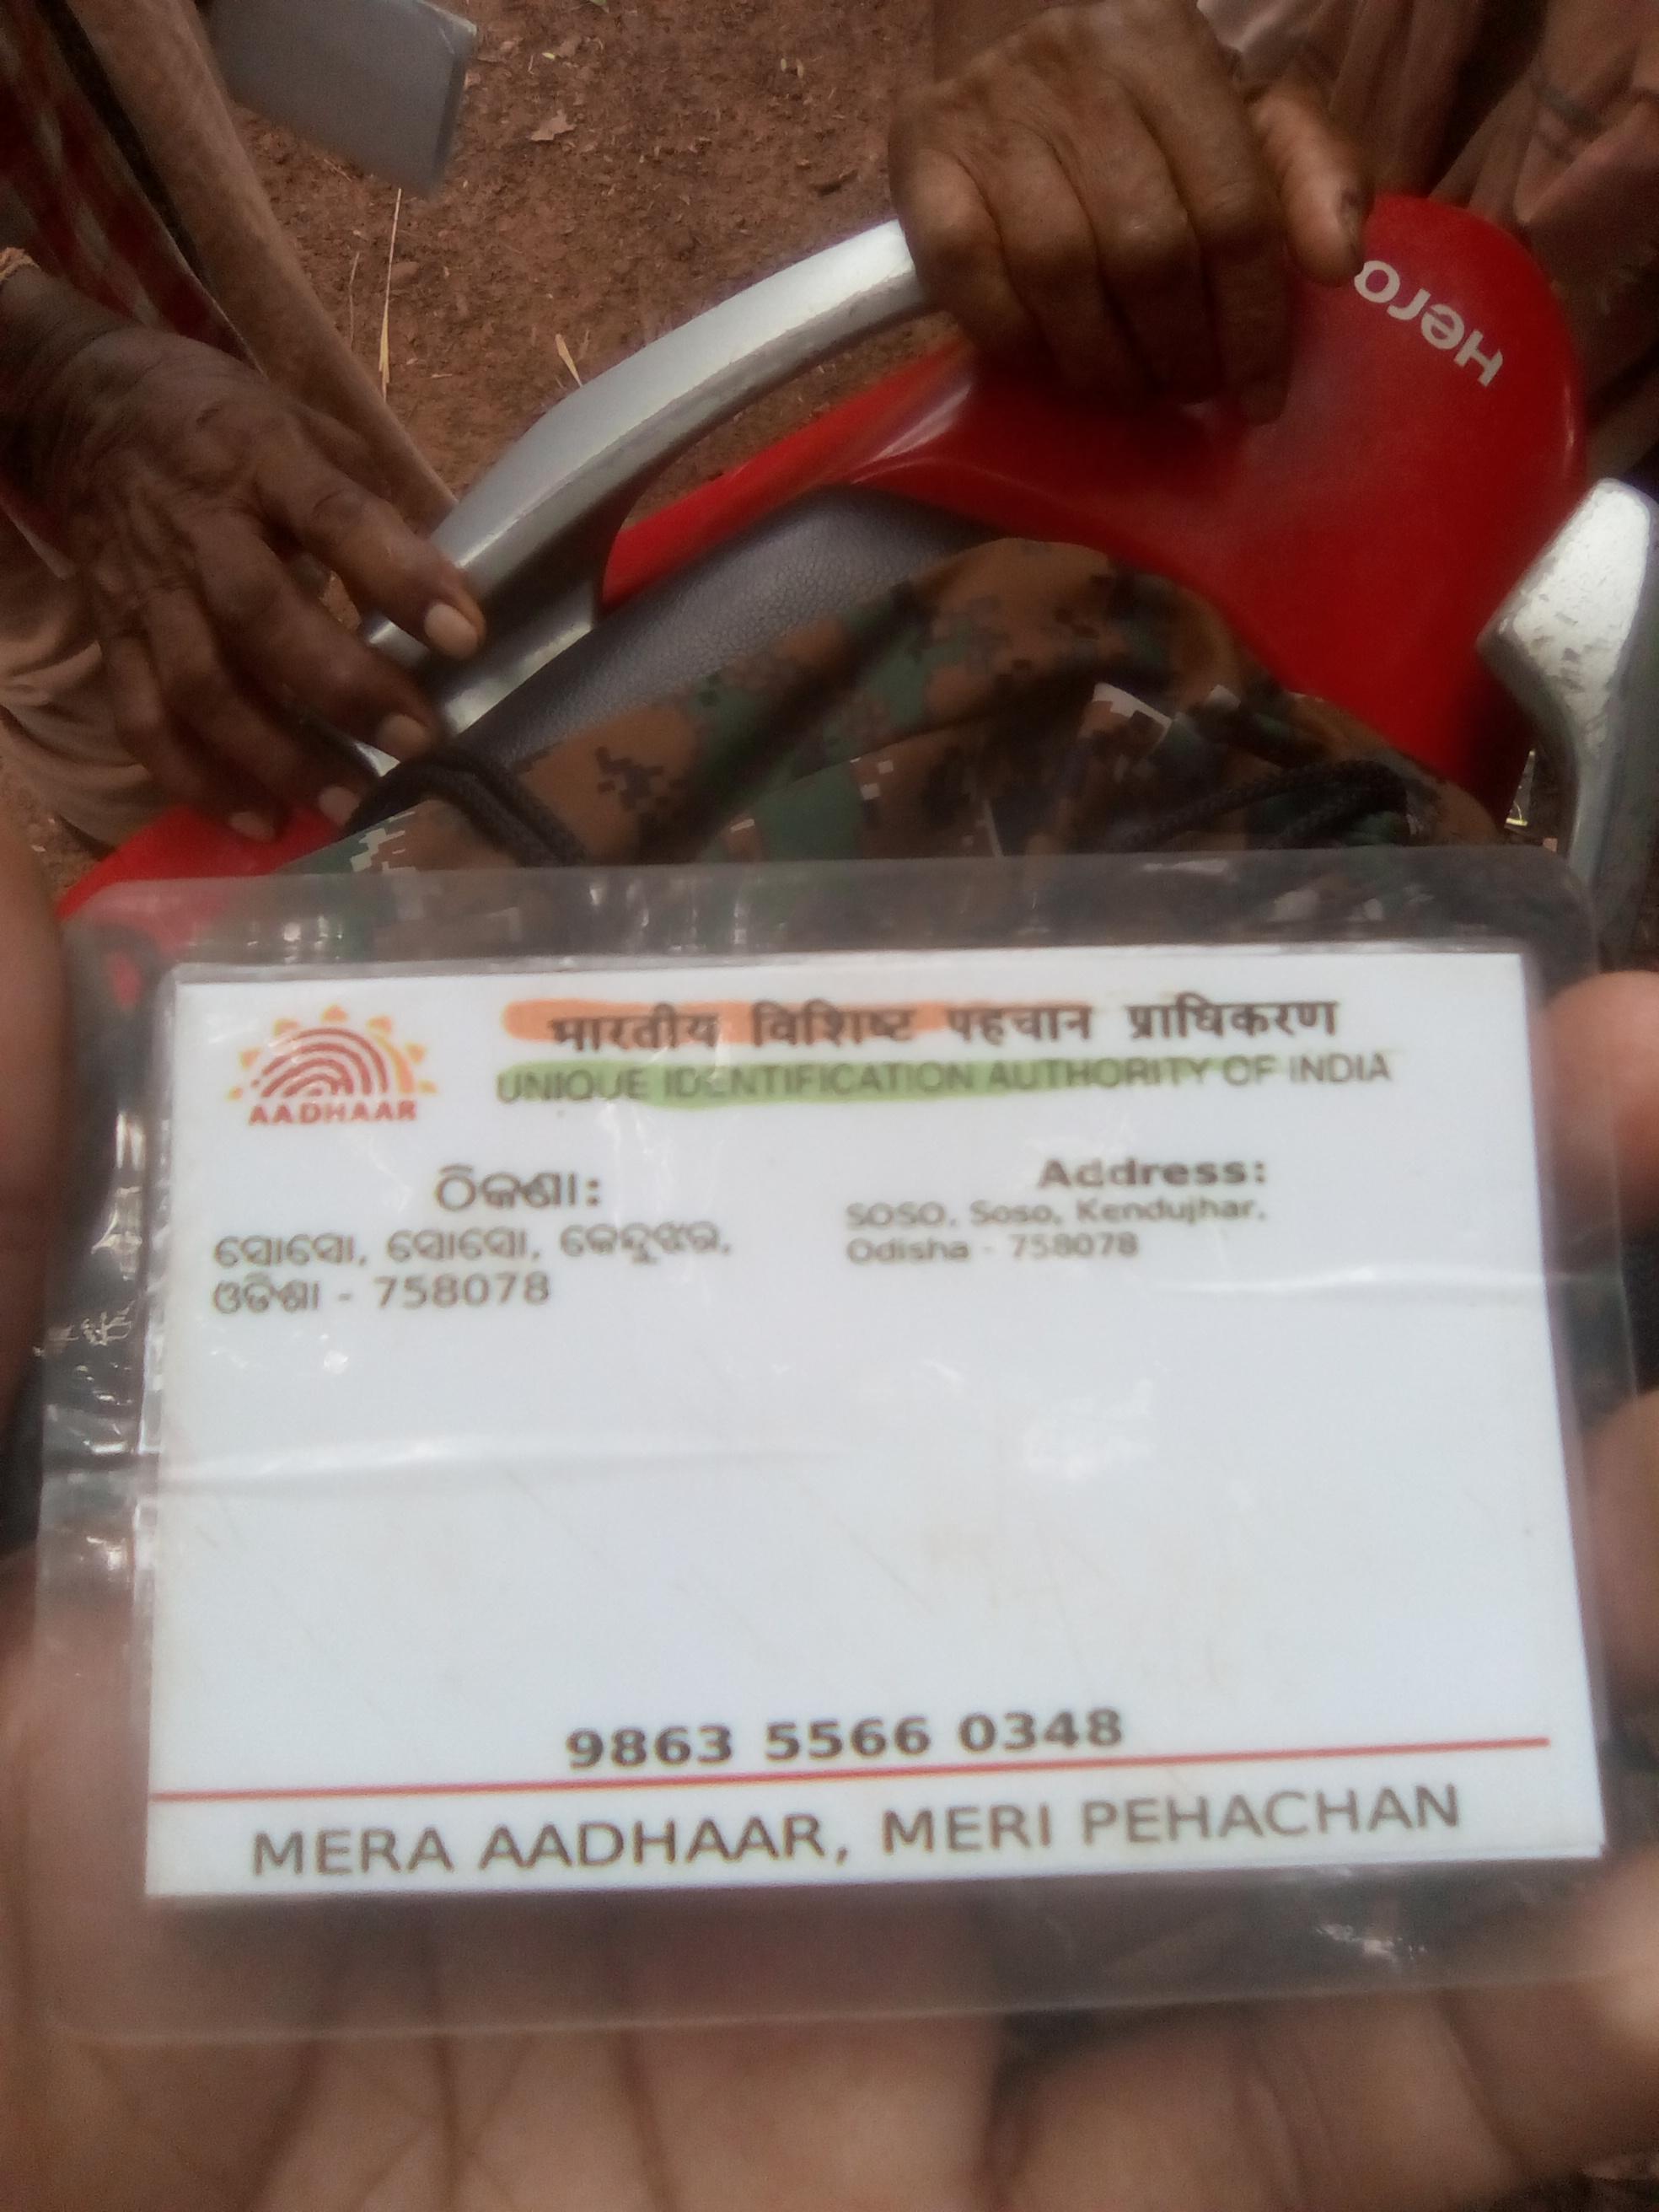 Hero
भारतीय विशिष्ट पहचान प्राधिकरण
UNIQUE IDENTIFICATION AUTHORITY OF INDIA
AADHAAR
ଠିକଣା:
ସୋସୋ, ସୋସୋ, କେନ୍ଦୁଝର,
ଓଡିଶା - 758078
Address:
SOSO, Soso, Kendujhar,
Odisha - 758078
9863 5566 0348
MERA AADHAAR, MERI PEHACHAN